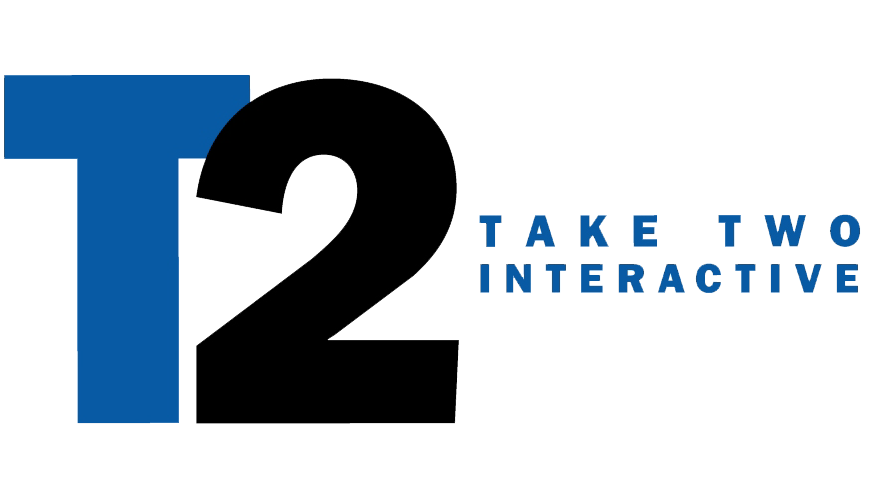 T2
TAKE TWO
INTERACTIVE